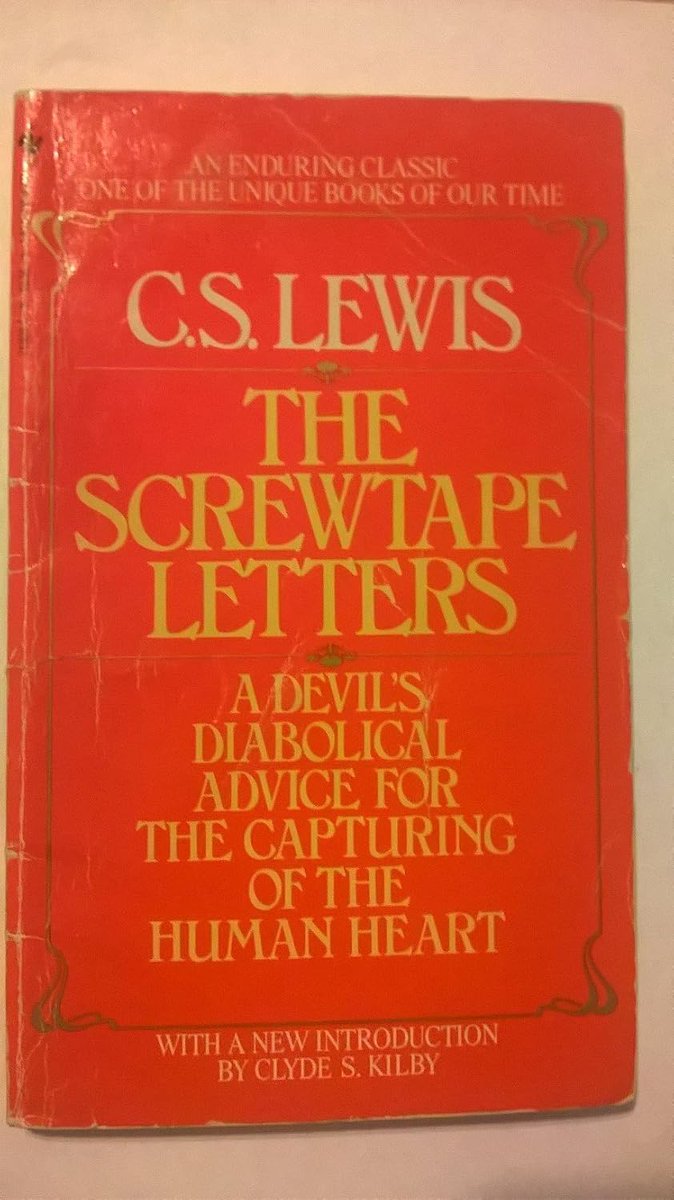 AN ENDURING CLASSIC
ONE OF THE UNIQUE BOOKS OF OUR TIME
C.S. LEWIS
THE
SCREWTAPE
LETTERS
A DEVIL'S
DIABOLICAL
ADVICE FOR
THE CAPTURING
OF THE
HUMAN HEART
WITH A NEW INTRODUCTION
BY CLYDE S. KILBY